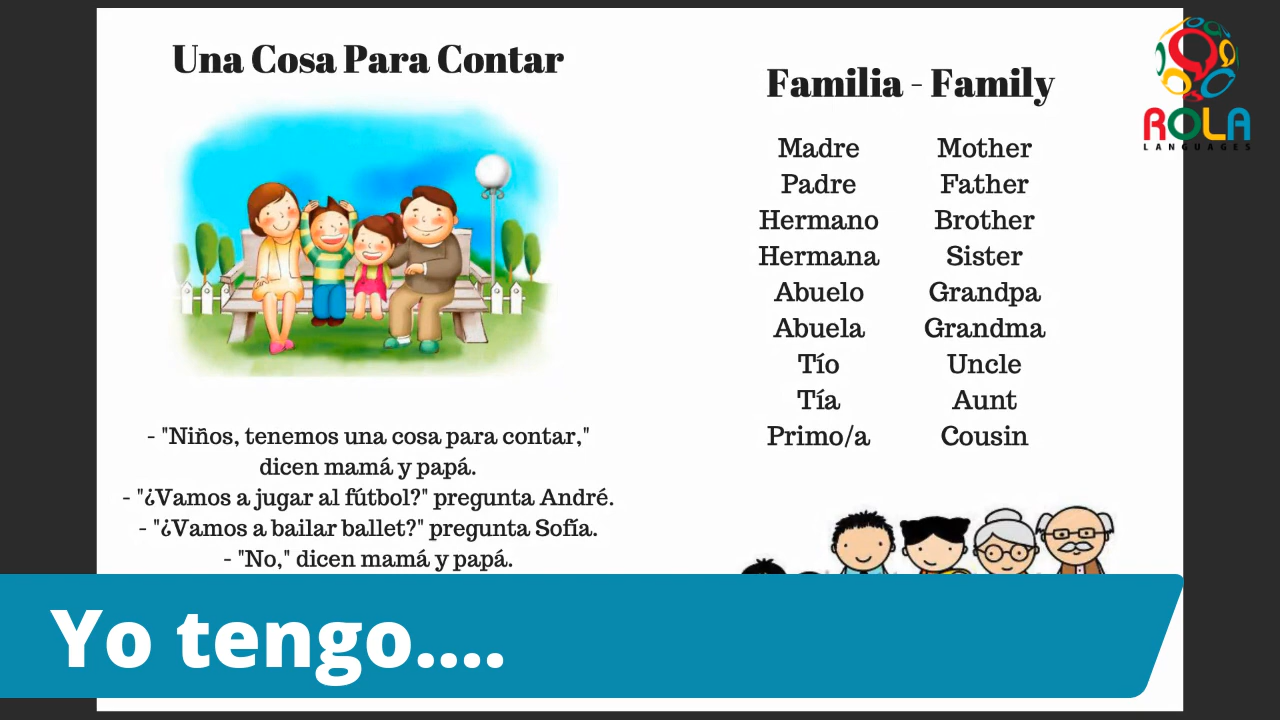 Una Cosa Para Contar
- "Niños, tenemos una cosa para contar,"
dicen mamá y papá.
- "¿Vamos a jugar al fútbol?" pregunta André.
- "¿Vamos a bailar ballet?" pregunta Sofía.
- "No," dicen mamá y papá.
Familia - Family
Madre Mother
Padre Father
Hermano Brother
Hermana Sister
Abuelo Grandpa
Abuela Grandma
Tío Uncle
Tía Aunt
Primo/a Cousin
ROLA
LANGUAGES
Yo tengo....